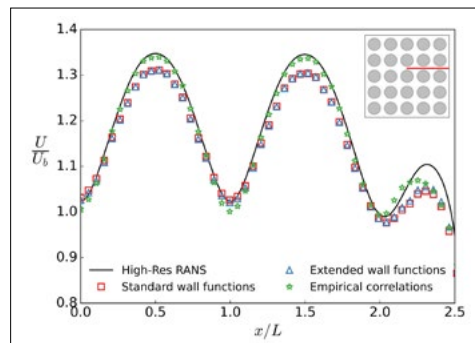 1.4
1.3
1.2
1.1
1.0
0.9
0.8
U
U_b
High-Res RANS
Standard wall functions
Extended wall functions
Empirical correlations
0.0
0.5
1.0
1.5
2.0
2.5
x/L